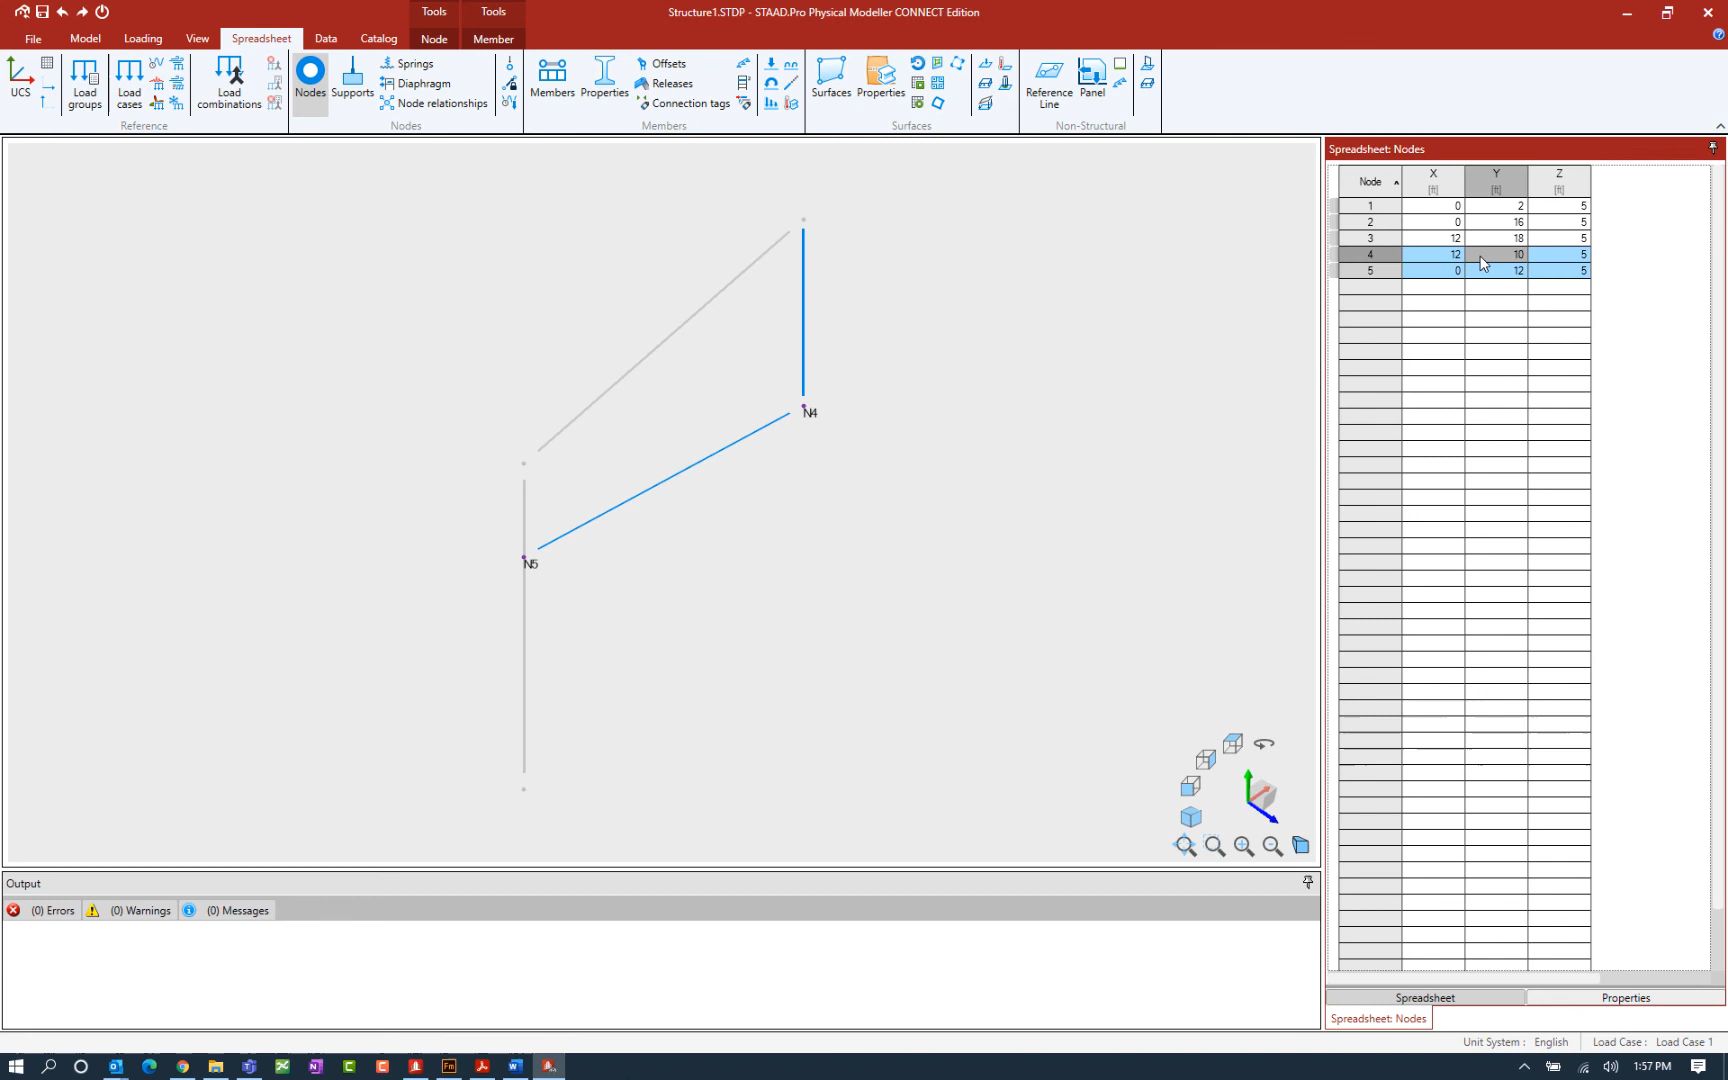 Tools
Tools
Structure1.STDP - STAAD.Pro Physical Modeller CONNECT Edition
File
Model
Loading
View
Spreadsheet
Data
Catalog
Node
Member
UCS
Load groups
Load cases
Load combinations
Reference
Nodes
Supports
Springs
Diaphragm
Node relationships
Nodes
Members
Properties
Offsets
Releases
Connection tags
Members
Surfaces
Properties
Surfaces
Reference Line
Panel
Non-Structural
Spreadsheet: Nodes
Node X [ft] Y [ft] Z [ft]
1 0 2 5
2 0 16 5
3 12 18 5
4 12 10 5
5 0 12 5
N4
N5
Output
(0) Errors
(0) Warnings
(0) Messages
Spreadsheet
Properties
Spreadsheet: Nodes
Unit System : English
Load Case : Load Case 1
1:57 PM